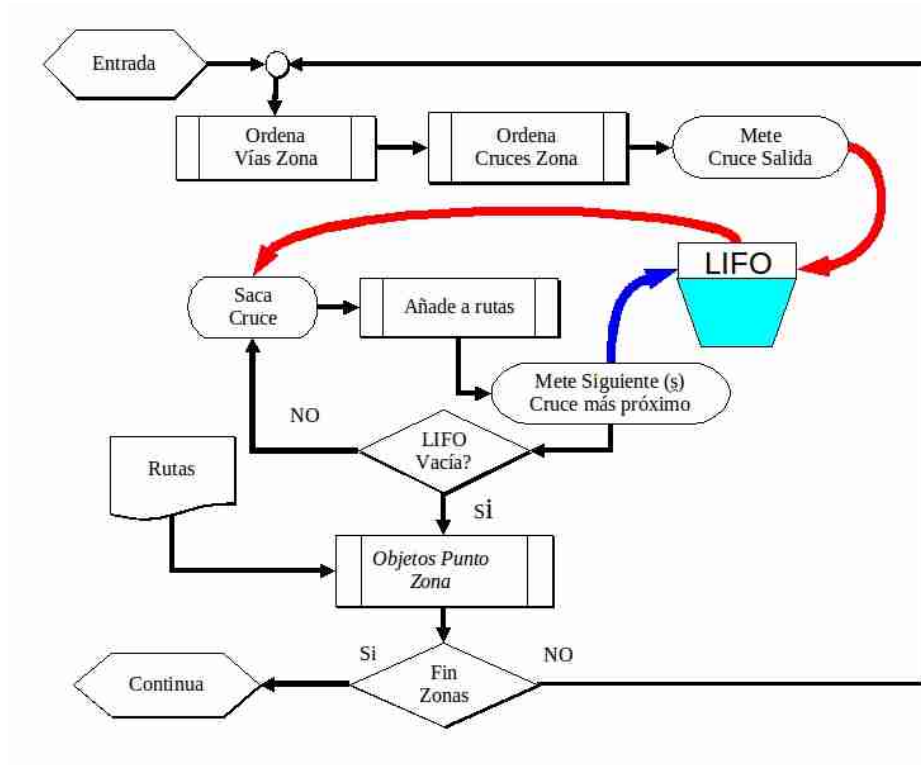 Entrada
Ordena
Vías Zona
Ordena
Cruces Zona
Mete
Cruce Salida
LIFO
Saca
Cruce
Añade a rutas
Mete Siguiente (s)
Cruce más próximo
NO
LIFO
Vacía?
Rutas
sì
Objetos Punto
Zona
Si
NO
Continua
Fin
Zonas